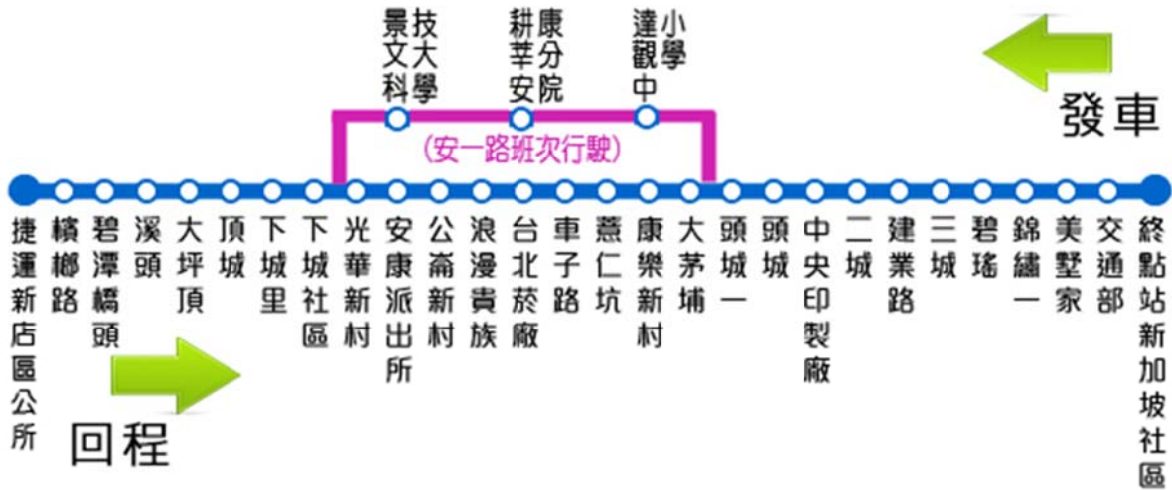 景文科技大學
耕莘安康分院
達觀中小學
發車
(安一路班次行駛)
捷運新店區公所
檳榔路
碧潭橋頭
溪頭
大坪頂
頂城
下城里
下城社區
光華新村
安康派出所
公崙新村
浪漫貴族
台北菸廠
車子路
薏仁坑
康樂新村
大茅埔
頭城一
頭城
中央印製廠
二城
建業路
三城
碧瑤
錦繡一
美墅家
交通部
終點站新加坡社區
回程